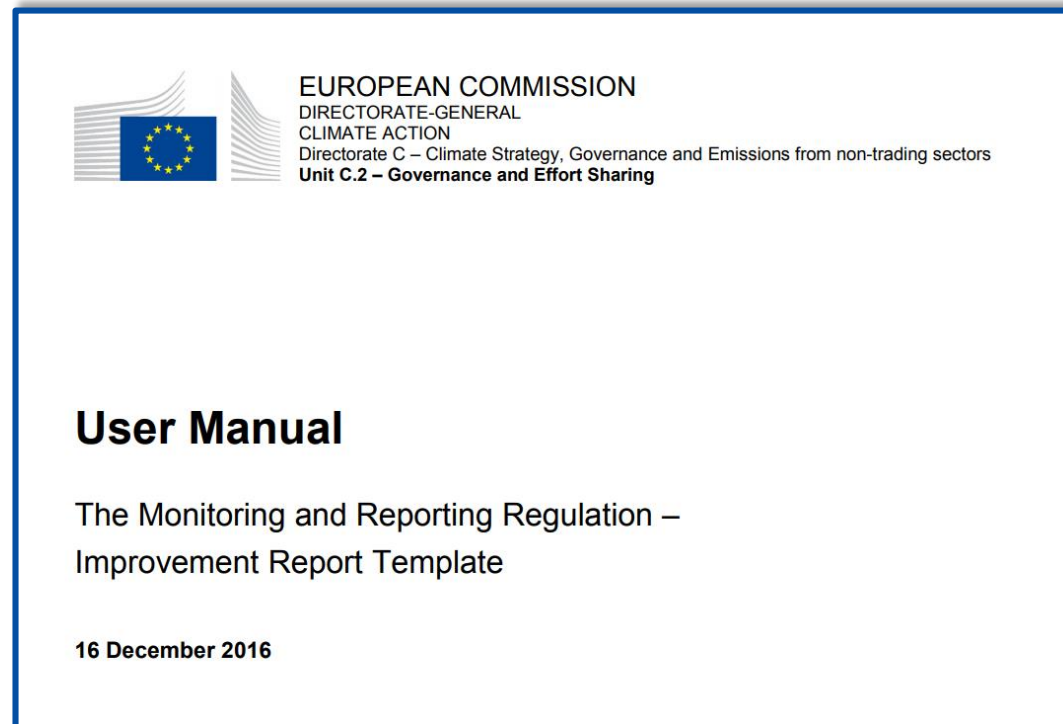 EUROPEAN COMMISSION
DIRECTORATE-GENERAL
CLIMATE ACTION
Directorate C – Climate Strategy, Governance and Emissions from non-trading sectors
Unit C.2 – Governance and Effort Sharing
User Manual
The Monitoring and Reporting Regulation –
Improvement Report Template
16 December 2016